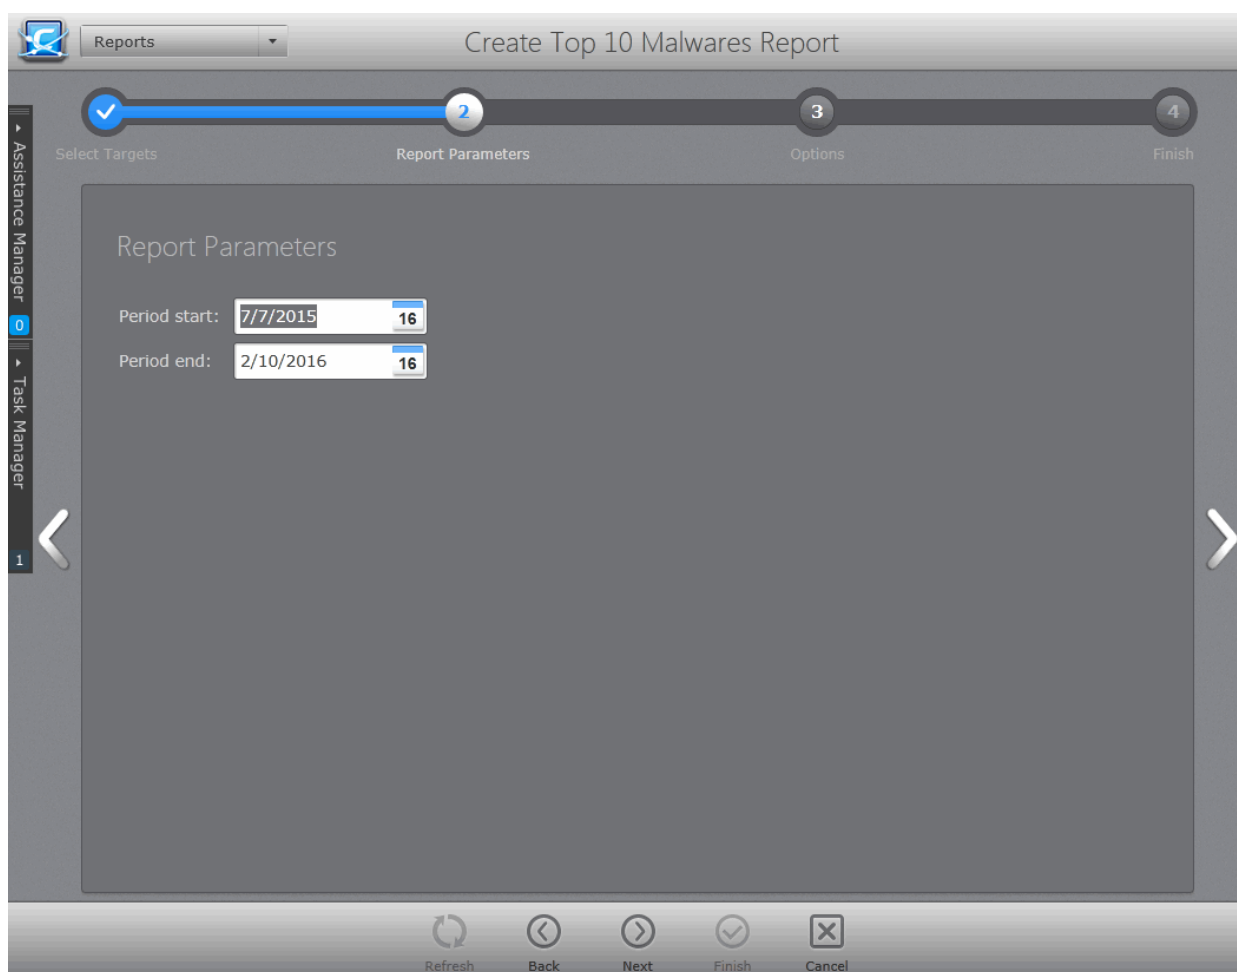 Reports
Create Top 10 Malwares Report
2
3
4
Select Targets
Report Parameters
Options
Finish
Assistance Manager
0
Task Manager
1
Report Parameters
Period start: 7/7/2015 16
Period end: 2/10/2016 16
Refresh
Back
Next
Finish
Cancel